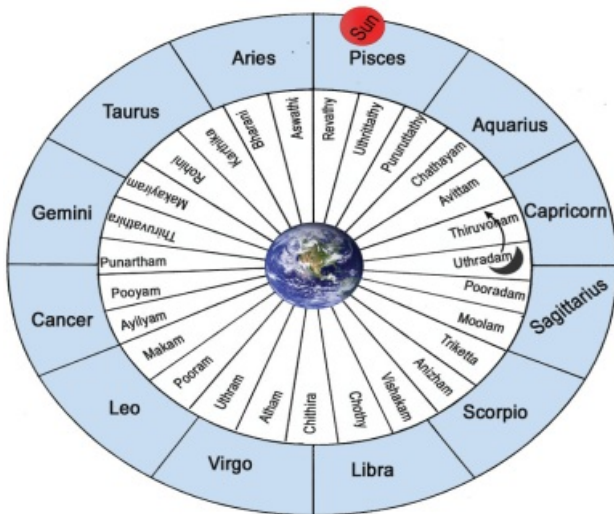 Sun
Pisces
Aries
Taurus
Gemini
Cancer
Leo
Virgo
Libra
Scorpio
Sagittarius
Capricorn
Aquarius
Revathy
Aswathi
Bharani
Karthika
Rohini
Makayiram
Thiruvathira
Punartham
Pooyam
Ayilyam
Makam
Pooram
Uthram
Atham
Chithira
Chothy
Vishakam
Anizham
Triketta
Moolam
Pooradam
Uthradam
Thiruvonam
Avittam
Chathayam
Pururuttathy
Uthrittathy